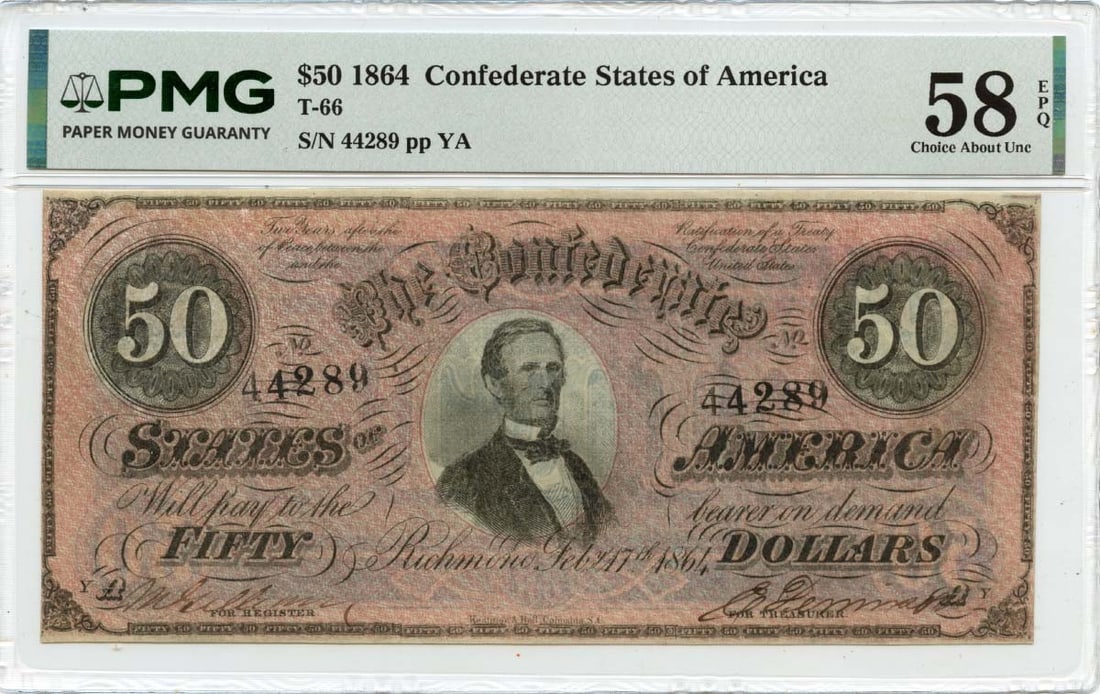 PMG
PAPER MONEY GUARANTY
$50 1864 Confederate States of America
T-66
S/N 44289 pp YA
58
EPQ
Choice About Unc
Two Years after the
of Peace between the
and the
Ratification of a Treaty
Confederate States
United States
50
The Confederate
50
No
44289
No
44289
STATES OF
AMERICA
Will pay to the
bearer on demand
FIFTY
Richmond Feb 17th 1864
DOLLARS
Y A
FOR REGISTER
FOR TREASURER
A Y